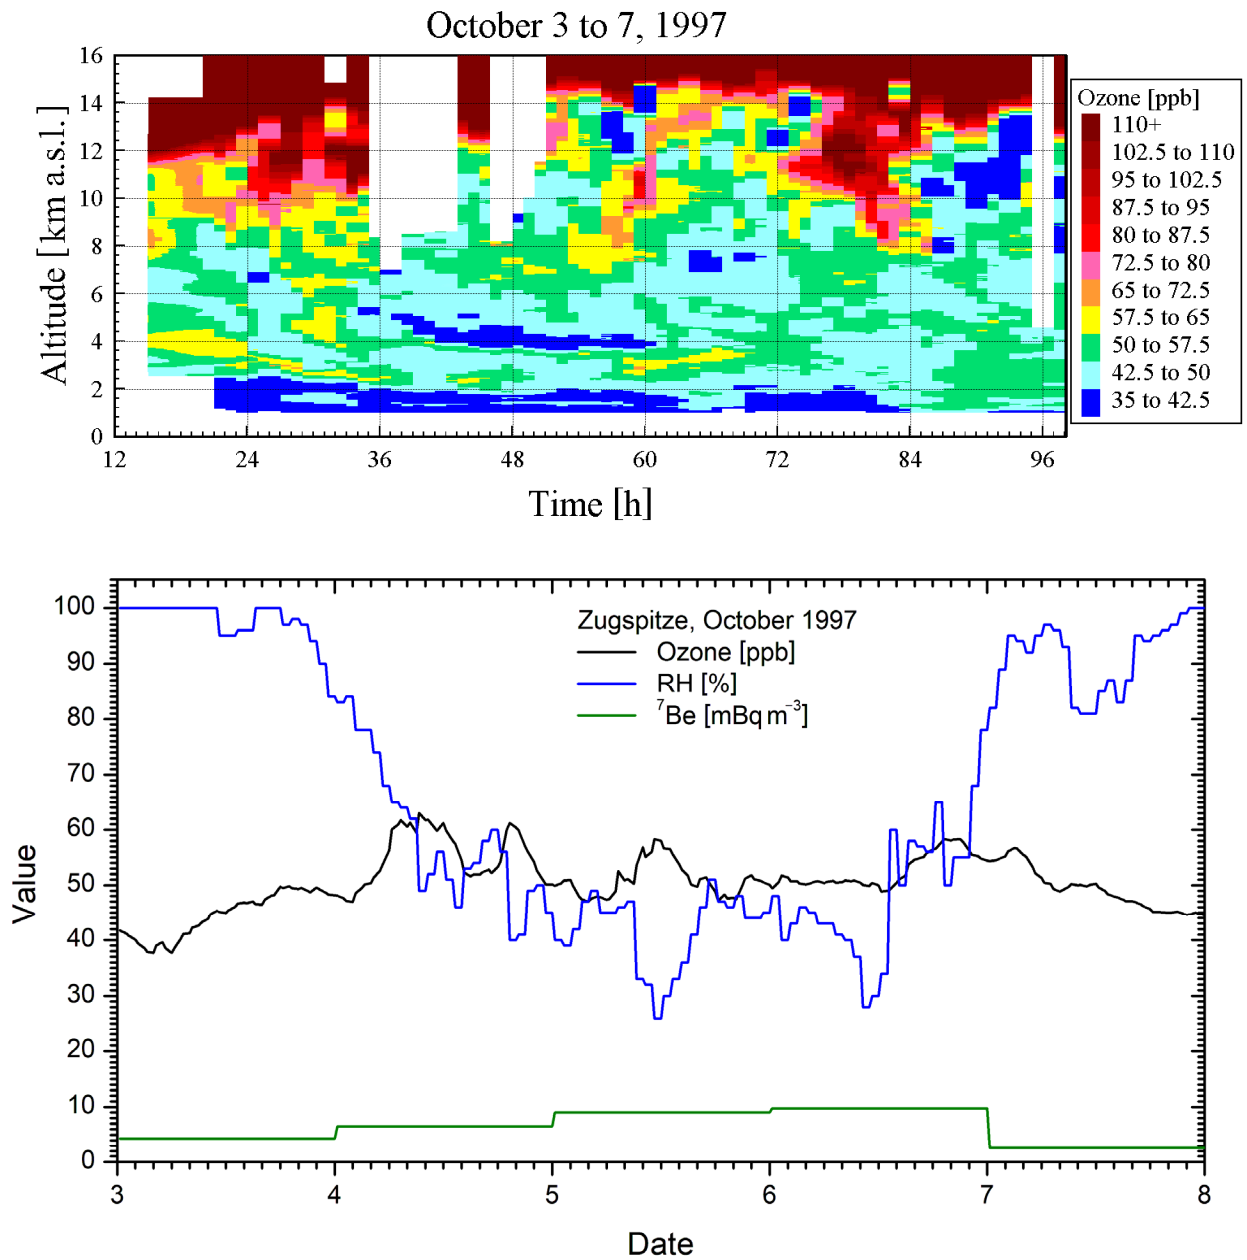 October 3 to 7, 1997
16
14
12
10
8
6
4
2
0
Altitude [km a.s.l.]
12 24 36 48 60 72 84 96
Time [h]
Ozone [ppb]
110+
102.5 to 110
95 to 102.5
87.5 to 95
80 to 87.5
72.5 to 80
65 to 72.5
57.5 to 65
50 to 57.5
42.5 to 50
35 to 42.5
100
90
80
70
60
50
40
30
20
10
0
Value
Zugspitze, October 1997
Ozone [ppb]
RH [%]
⁷Be [mBq m⁻³]
3 4 5 6 7 8
Date